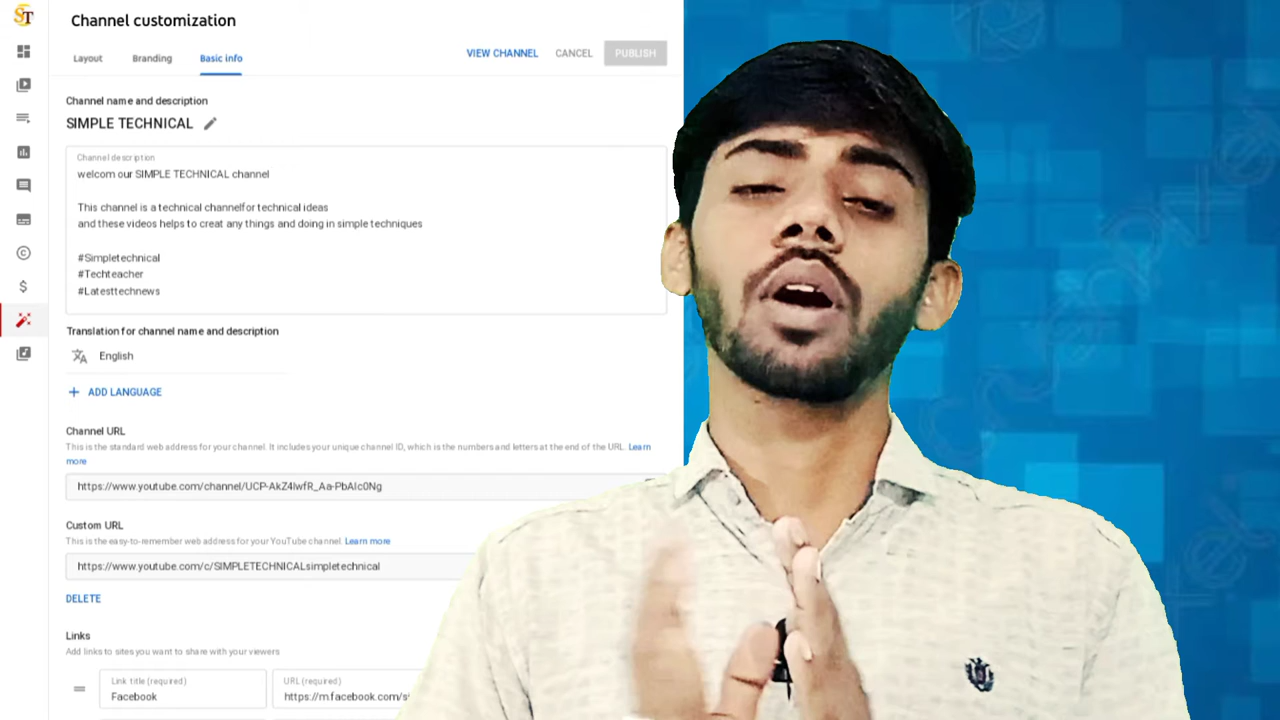 ST
Channel customization
Layout Branding Basic info VIEW CHANNEL CANCEL PUBLISH
Channel name and description
SIMPLE TECHNICAL
Channel description
welcom our SIMPLE TECHNICAL channel
This channel is a technical channelfor technical ideas
and these videos helps to creat any things and doing in simple techniques
#Simpletechnical
#Techteacher
#Latesttechnews
Translation for channel name and description
English
+ ADD LANGUAGE
Channel URL
This is the standard web address for your channel. It includes your unique channel ID, which is the numbers and letters at the end of the URL. Learn
more
https://www.youtube.com/channel/UCP-AkZ4lwfR_Aa-PbAlc0Ng
Custom URL
This is the easy-to-remember web address for your YouTube channel. Learn more
https://www.youtube.com/c/SIMPLETECHNICALsimpletechnical
DELETE
Links
Add links to sites you want to share with your viewers
Link title (required) URL (required)
Facebook https://m.facebook.com/s